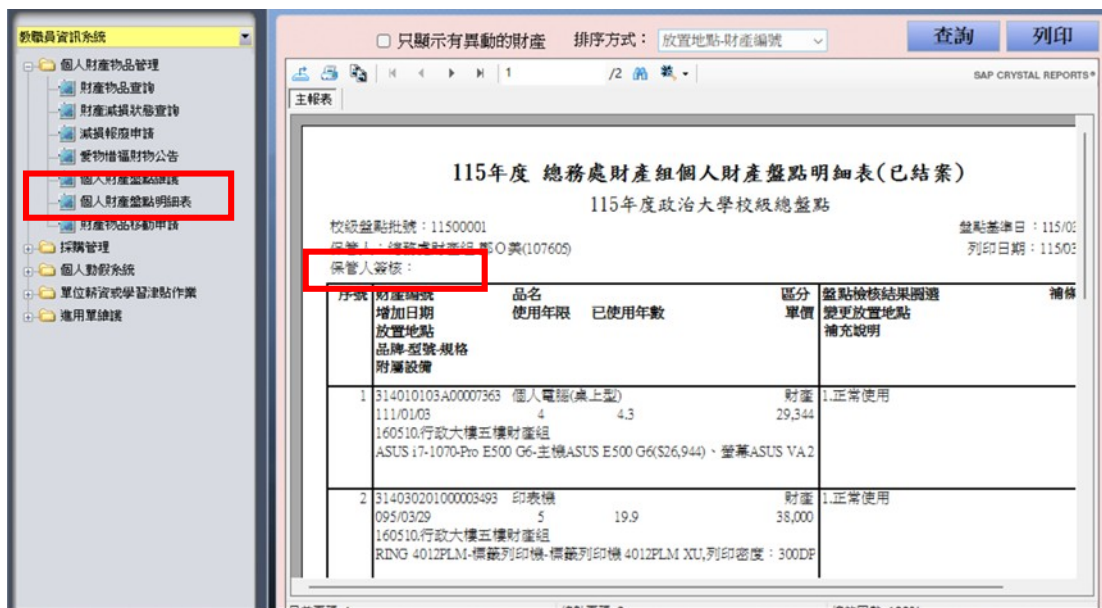 教職員資訊系統
個人財產物品管理
財產物品查詢
財產減損狀態查詢
減損報廢申請
愛物惜福財物公告
個人財產盤點維護
個人財產盤點明細表
財產物品移動申請
採購管理
個人勤假系統
單位薪資或學習津貼作業
進用單維護
只顯示有異動的財產 排序方式： 放置地點-財產編號 查詢 列印
1 /2 SAP CRYSTAL REPORTS®
主報表
115年度 總務處財產組個人財產盤點明細表(已結案)
115年度政治大學校級總盤點
校級盤點批號：11500001 盤點基準日：115/03
保管人：總務處財產組 鄭O美(107605) 列印日期：115/03
保管人簽核：
序號 財產編號 品名 區分 盤點檢核結果圈選 補條
增加日期 使用年限 已使用年數 單價 變更放置地點
放置地點 補充說明
品牌-型號-規格
附屬設備
1 314010103A00007363 個人電腦(桌上型) 財產 1.正常使用
111/01/03 4 4.3 29,344
160510.行政大樓五樓財產組
ASUS i7-1070-Pro E500 G6-主機ASUS E500 G6($26,944)、螢幕ASUS VA2
2 314030201000003493 印表機 財產 1.正常使用
095/03/29 5 19.9 38,000
160510.行政大樓五樓財產組
RING 4012PLM-標籤列印機-標籤列印機 4012PLM XU,列印密度：300DP